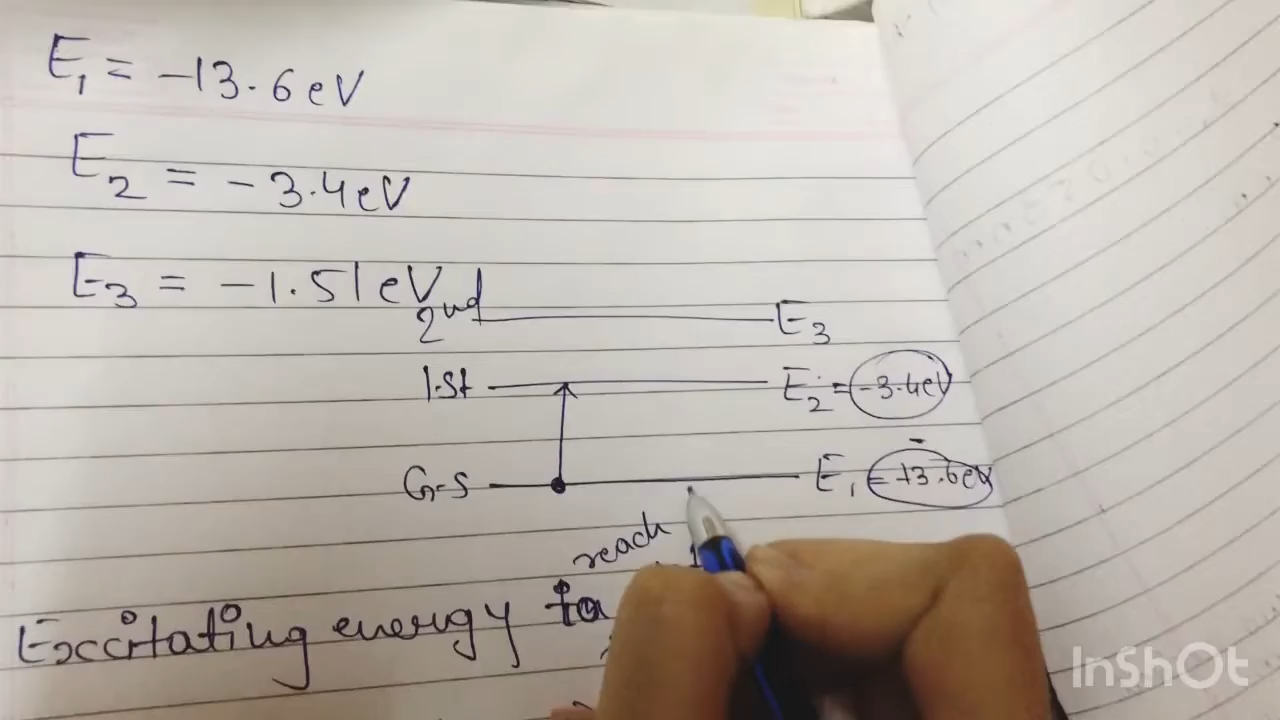 E₁ = -13.6 eV
E₂ = -3.4 eV
E₃ = -1.51 eV
2nd E₃
1st E₂ = -3.4eV
G-S E₁ = -13.6eV
reach
Excitating energy to
InShOt